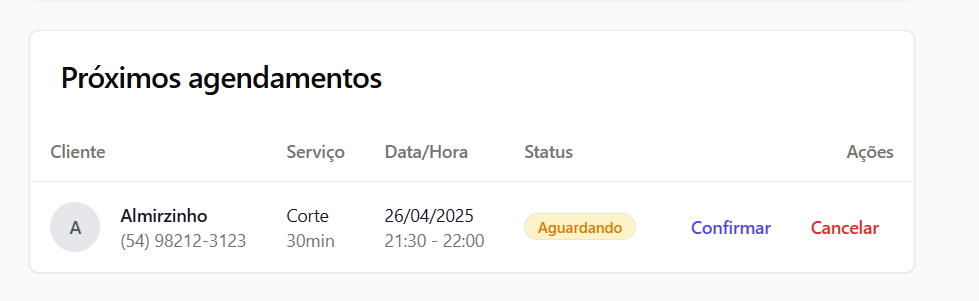 Próximos agendamentos
Cliente Serviço Data/Hora Status Ações
A Almirzinho Corte 26/04/2025 Aguardando Confirmar Cancelar
(54) 98212-3123 30min 21:30 - 22:00